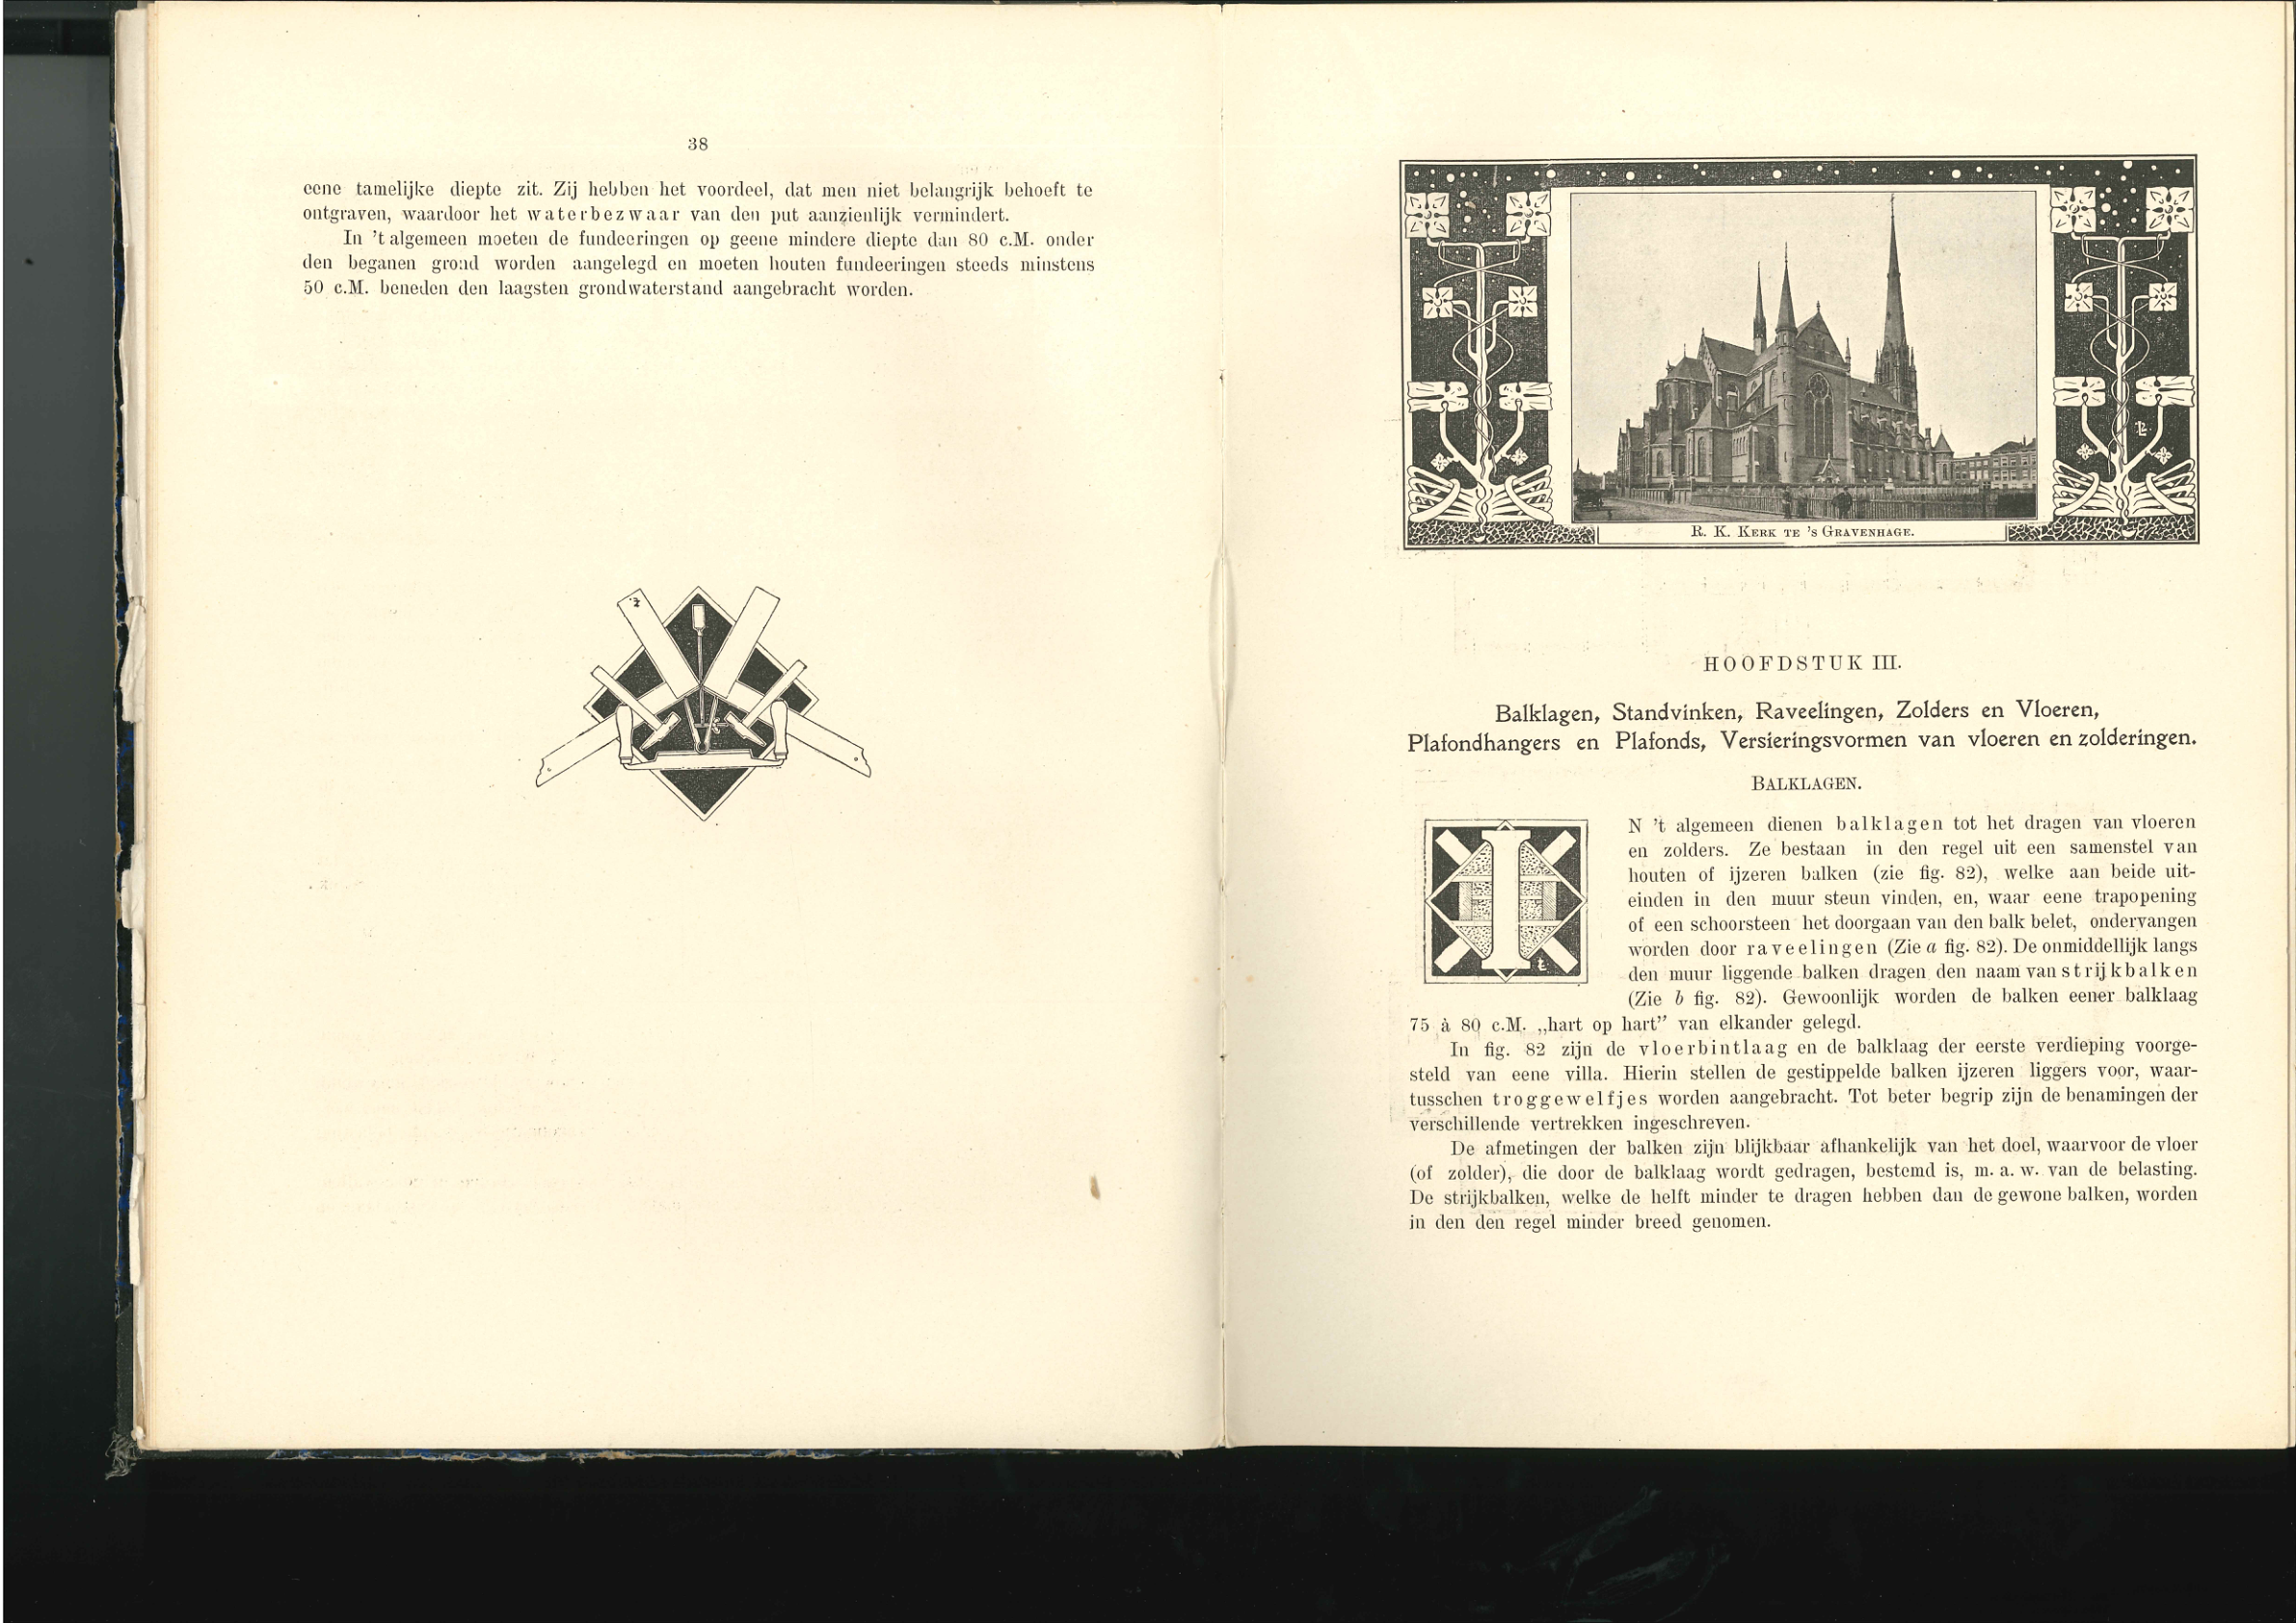 38
eene tamelijke diepte zit. Zij hebben het voordeel, dat men niet belangrijk behoeft te
ontgraven, waardoor het waterbezwaar van den put aanzienlijk vermindert.
In 't algemeen moeten de fundeeringen op geene mindere diepte dan 80 c.M. onder
den beganen grond worden aangelegd en moeten houten fundeeringen steeds minstens
50 c.M. beneden den laagsten grondwaterstand aangebracht worden.
R. K. KERK TE 'S GRAVENHAGE.
HOOFDSTUK III.
Balklagen, Standvinken, Raveelingen, Zolders en Vloeren,
Plafondhangers en Plafonds, Versieringsvormen van vloeren en zolderingen.
BALKLAGEN.
IN 't algemeen dienen balklagen tot het dragen van vloeren
en zolders. Ze bestaan in den regel uit een samenstel van
houten of ijzeren balken (zie fig. 82), welke aan beide uit-
einden in den muur steun vinden, en, waar eene trapopening
of een schoorsteen het doorgaan van den balk belet, ondervangen
worden door raveelingen (Zie a fig. 82). De onmiddellijk langs
den muur liggende balken dragen den naam van strijkbalken
(Zie b fig. 82). Gewoonlijk worden de balken eener balklaag
75 à 80 c.M. „hart op hart” van elkander gelegd.
In fig. 82 zijn de vloerbintlaag en de balklaag der eerste verdieping voorge-
steld van eene villa. Hierin stellen de gestippelde balken ijzeren liggers voor, waar-
tusschen troggewelfjes worden aangebracht. Tot beter begrip zijn de benamingen der
verschillende vertrekken ingeschreven.
De afmetingen der balken zijn blijkbaar afhankelijk van het doel, waarvoor de vloer
(of zolder), die door de balklaag wordt gedragen, bestemd is, m. a. w. van de belasting.
De strijkbalken, welke de helft minder te dragen hebben dan de gewone balken, worden
in den den regel minder breed genomen.